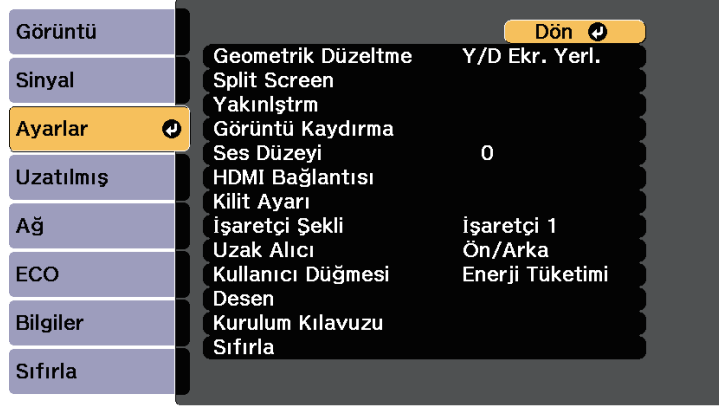 Görüntü
Sinyal
Ayarlar
Uzatılmış
Ağ
ECO
Bilgiler
Sıfırla
Dön
Geometrik Düzeltme Y/D Ekr. Yerl.
Split Screen
Yakınlştrm
Görüntü Kaydırma
Ses Düzeyi 0
HDMI Bağlantısı
Kilit Ayarı
İşaretçi Şekli İşaretçi 1
Uzak Alıcı Ön/Arka
Kullanıcı Düğmesi Enerji Tüketimi
Desen
Kurulum Kılavuzu
Sıfırla